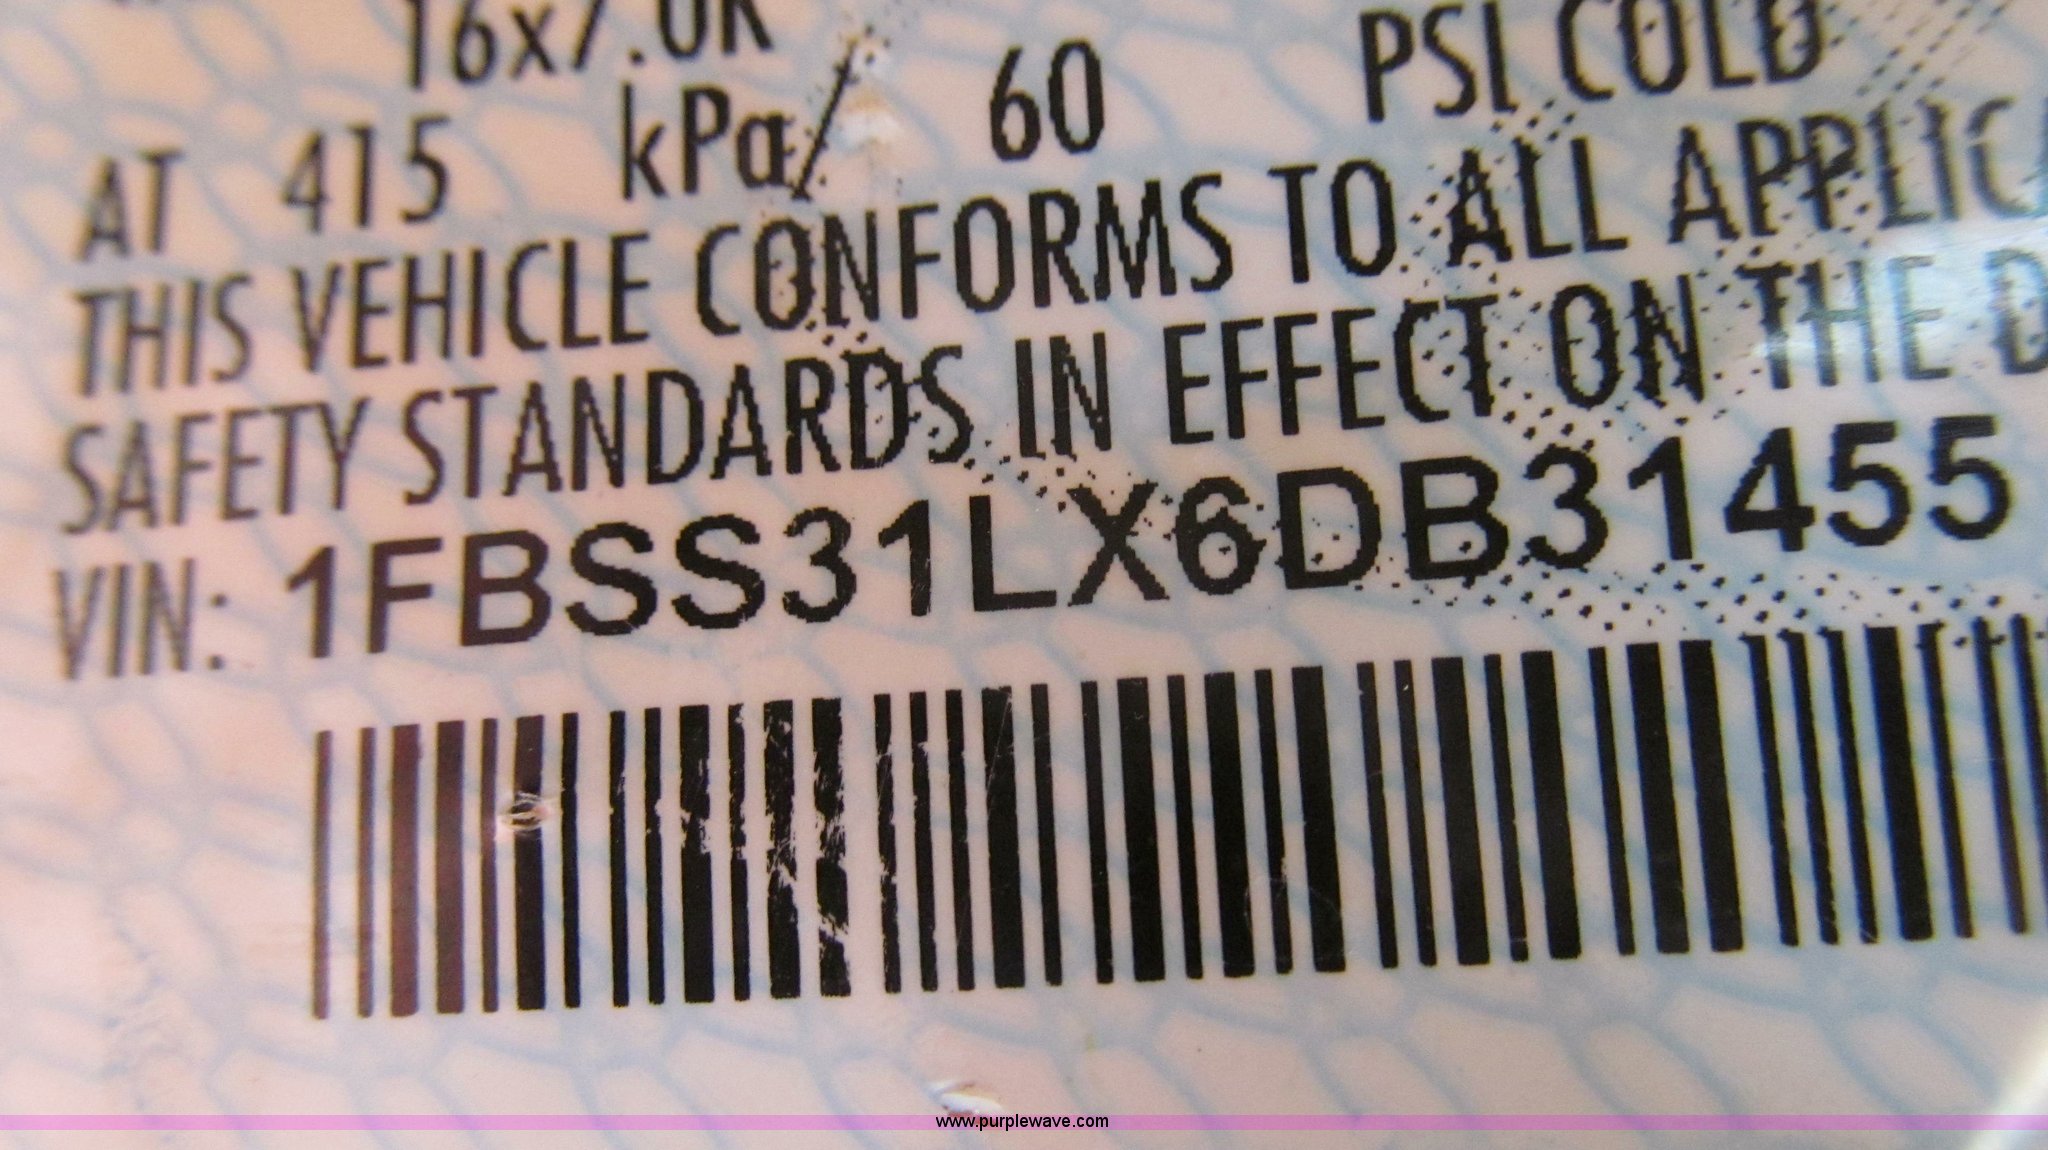 16x7.0K
AT 415 kPa/ 60 PSI COLD
THIS VEHICLE CONFORMS TO ALL APPLICA
SAFETY STANDARDS IN EFFECT ON THE D
VIN: 1FBSS31LX6DB31455
www.purplewave.com